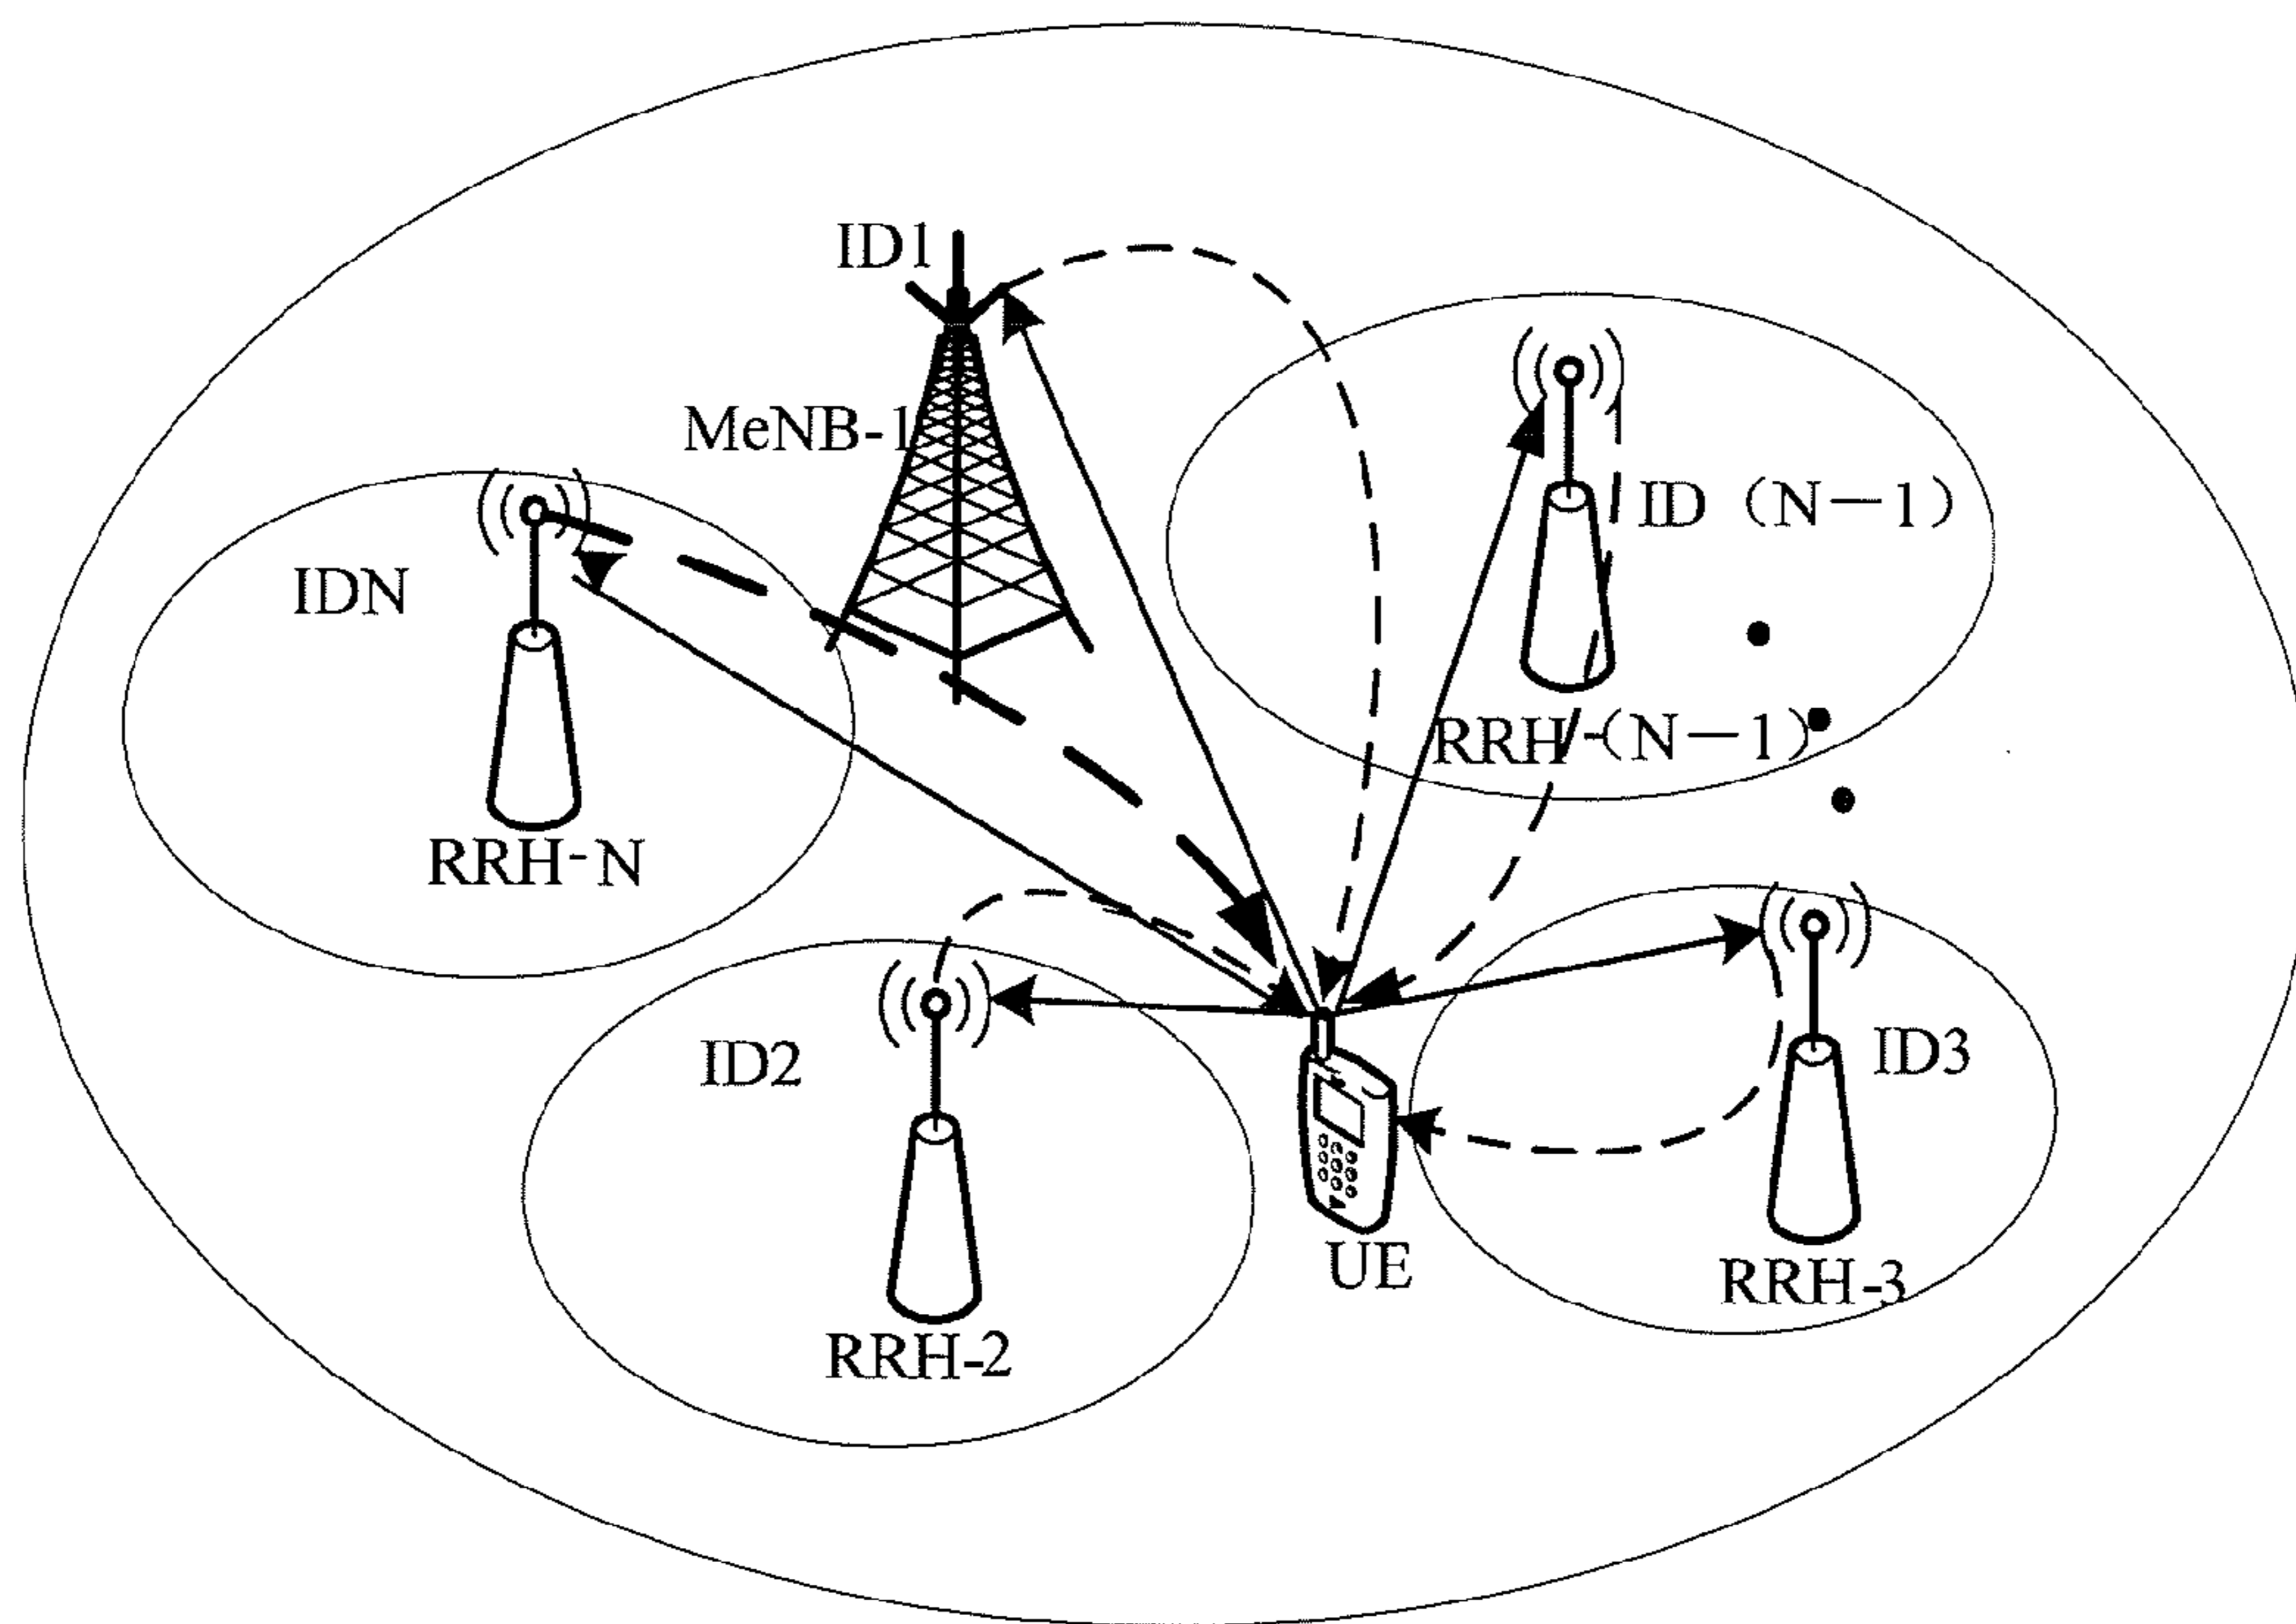 ID1
MeNB-1
ID（N－1）
IDN
RRH-(N－1)
RRH-N
ID2
ID3
UE
RRH-3
RRH-2